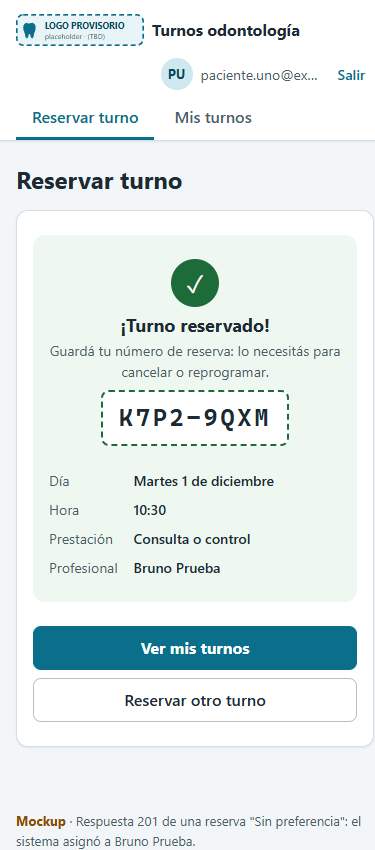 LOGO PROVISORIO
placeholder · (TBD)
Turnos odontología
PU
paciente.uno@ex...
Salir
Reservar turno
Mis turnos
Reservar turno
¡Turno reservado!
Guardá tu número de reserva: lo necesitás para
cancelar o reprogramar.
K7P2-9QXM
Día Martes 1 de diciembre
Hora 10:30
Prestación Consulta o control
Profesional Bruno Prueba
Ver mis turnos
Reservar otro turno
Mockup · Respuesta 201 de una reserva "Sin preferencia": el
sistema asignó a Bruno Prueba.